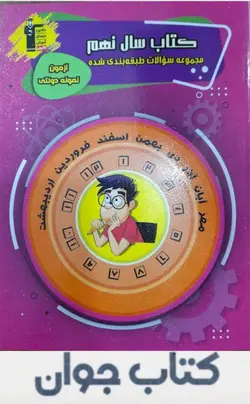 کتاب سال نهم
مجموعه سؤالات طبقه‌بندی شده
آزمون
نمونه دولتی
مهر آبان آذر دی بهمن اسفند فروردین اردیبهشت
کتاب جوان